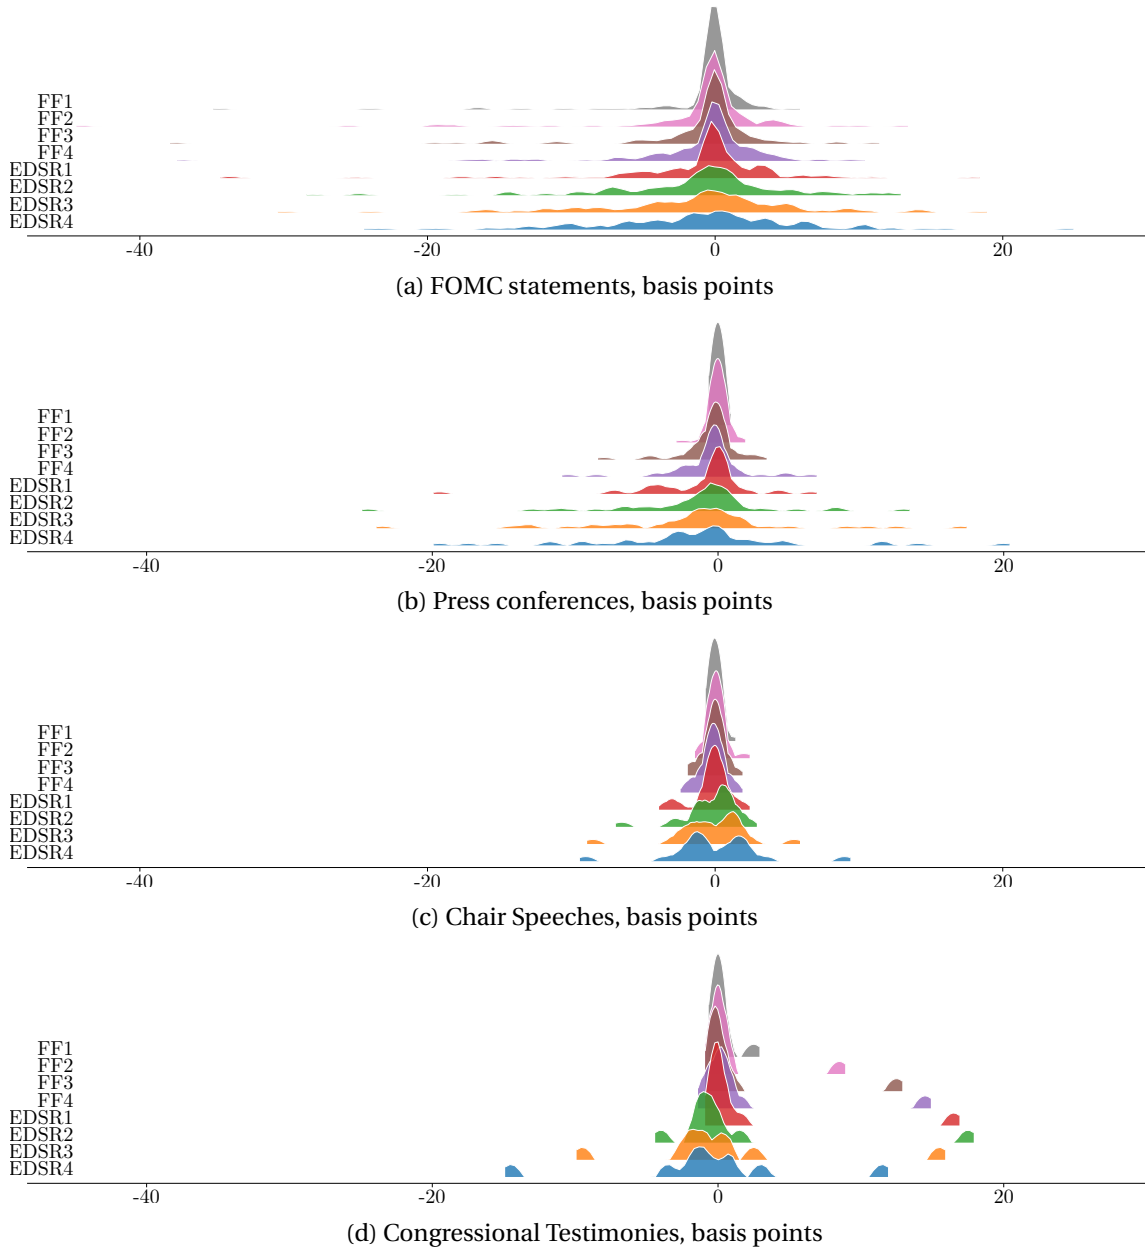 FF1
FF2
FF3
FF4
EDSR1
EDSR2
EDSR3
EDSR4
-40 -20 0 20
(a) FOMC statements, basis points
FF1
FF2
FF3
FF4
EDSR1
EDSR2
EDSR3
EDSR4
-40 -20 0 20
(b) Press conferences, basis points
FF1
FF2
FF3
FF4
EDSR1
EDSR2
EDSR3
EDSR4
-40 -20 0 20
(c) Chair Speeches, basis points
FF1
FF2
FF3
FF4
EDSR1
EDSR2
EDSR3
EDSR4
-40 -20 0 20
(d) Congressional Testimonies, basis points